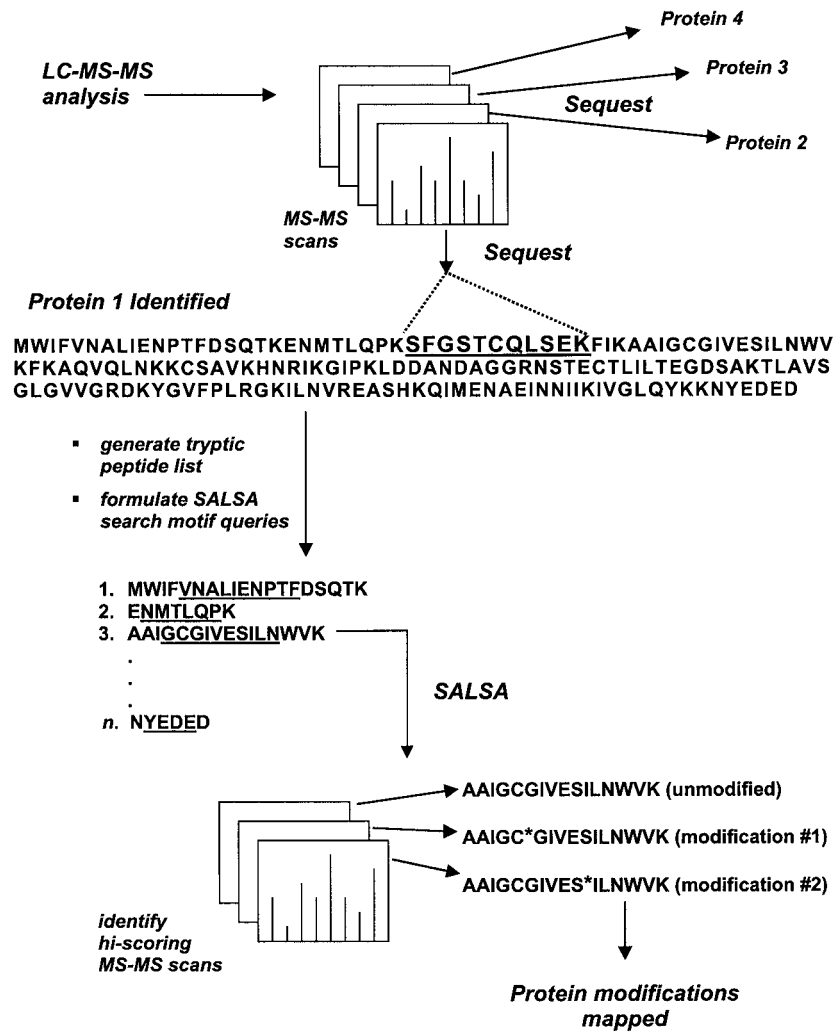 Protein 4
LC-MS-MS
analysis
Protein 3
Sequest
Protein 2
MS-MS
scans
Sequest
Protein 1 Identified
MWIFVNALIENPTFDSQTKENMTLQPKSFGSTCQLSEKFIKAAIGCGIVESILNWV
KFKAQVQLNKKCSAVKHNRIKGIPKLDDANDAGGRNSTECTLILTEGDSAKTLAVS
GLGVVGRDKYGVFPLRGKILNVREASHKQIMENAEINNIIKIVGLQYKKNYEDED
▪ generate tryptic
peptide list
▪ formulate SALSA
search motif queries
1. MWIFVNALIENPTFDSQTK
2. ENMTLQPK
3. AAIGCGIVESILNWVK
.
.
.
n. NYEDED
SALSA
AAIGCGIVESILNWVK (unmodified)
AAIGC*GIVESILNWVK (modification #1)
AAIGCGIVES*ILNWVK (modification #2)
identify
hi-scoring
MS-MS scans
Protein modifications
mapped